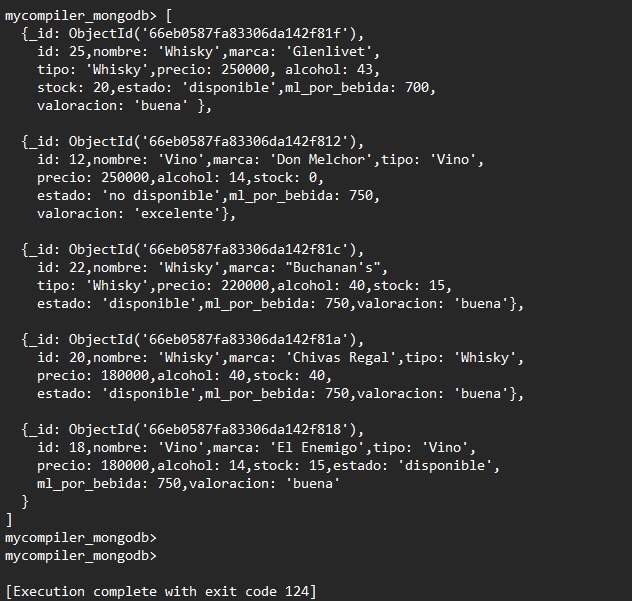 mycompiler_mongodb> [
  {_id: ObjectId('66eb0587fa83306da142f81f'),
    id: 25,nombre: 'Whisky',marca: 'Glenlivet',
    tipo: 'Whisky',precio: 250000, alcohol: 43,
    stock: 20,estado: 'disponible',ml_por_bebida: 700,
    valoracion: 'buena' },

  {_id: ObjectId('66eb0587fa83306da142f812'),
    id: 12,nombre: 'Vino',marca: 'Don Melchor',tipo: 'Vino',
    precio: 250000,alcohol: 14,stock: 0,
    estado: 'no disponible',ml_por_bebida: 750,
    valoracion: 'excelente'},

  {_id: ObjectId('66eb0587fa83306da142f81c'),
    id: 22,nombre: 'Whisky',marca: "Buchanan's",
    tipo: 'Whisky',precio: 220000,alcohol: 40,stock: 15,
    estado: 'disponible',ml_por_bebida: 750,valoracion: 'buena'},

  {_id: ObjectId('66eb0587fa83306da142f81a'),
    id: 20,nombre: 'Whisky',marca: 'Chivas Regal',tipo: 'Whisky',
    precio: 180000,alcohol: 40,stock: 40,
    estado: 'disponible',ml_por_bebida: 750,valoracion: 'buena'},

  {_id: ObjectId('66eb0587fa83306da142f818'),
    id: 18,nombre: 'Vino',marca: 'El Enemigo',tipo: 'Vino',
    precio: 180000,alcohol: 14,stock: 15,estado: 'disponible',
    ml_por_bebida: 750,valoracion: 'buena'
  }
]
mycompiler_mongodb>
mycompiler_mongodb>

[Execution complete with exit code 124]